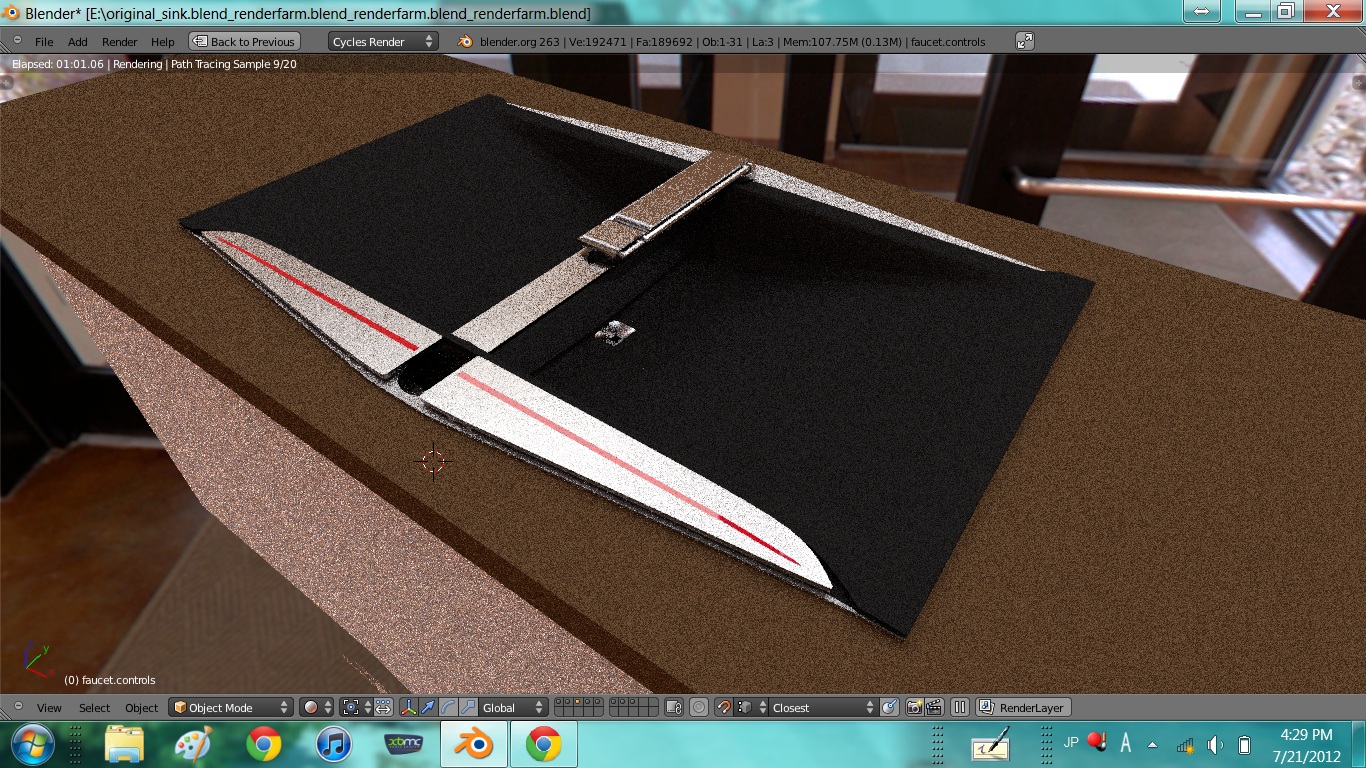 Blender* [E:\original_sink.blend_renderfarm.blend_renderfarm.blend_renderfarm.blend]
File Add Render Help Back to Previous Cycles Render blender.org 263 | Ve:192471 | Fa:189692 | Ob:1-31 | La:3 | Mem:107.75M (0.13M) | faucet.controls
Elapsed: 01:01.06 | Rendering | Path Tracing Sample 9/20
y
(0) faucet.controls
View Select Object Object Mode Global Closest RenderLayer
xbmc
JP A 4:29 PM
7/21/2012